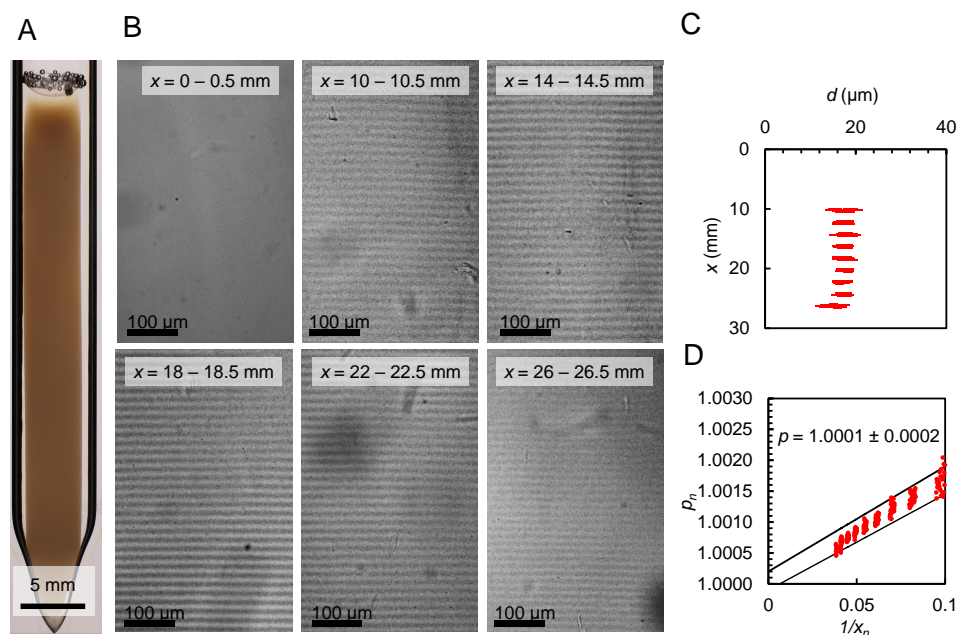 A
B
C
x = 0 – 0.5 mm
x = 10 – 10.5 mm
x = 14 – 14.5 mm
100 µm
100 µm
100 µm
d (µm)
0
20
40
0
10
20
30
x (mm)
x = 18 – 18.5 mm
x = 22 – 22.5 mm
x = 26 – 26.5 mm
100 µm
100 µm
100 µm
5 mm
D
1.0030
1.0025
1.0020
1.0015
1.0010
1.0005
1.0000
pn
p = 1.0001 ± 0.0002
0
0.05
0.1
1/xn